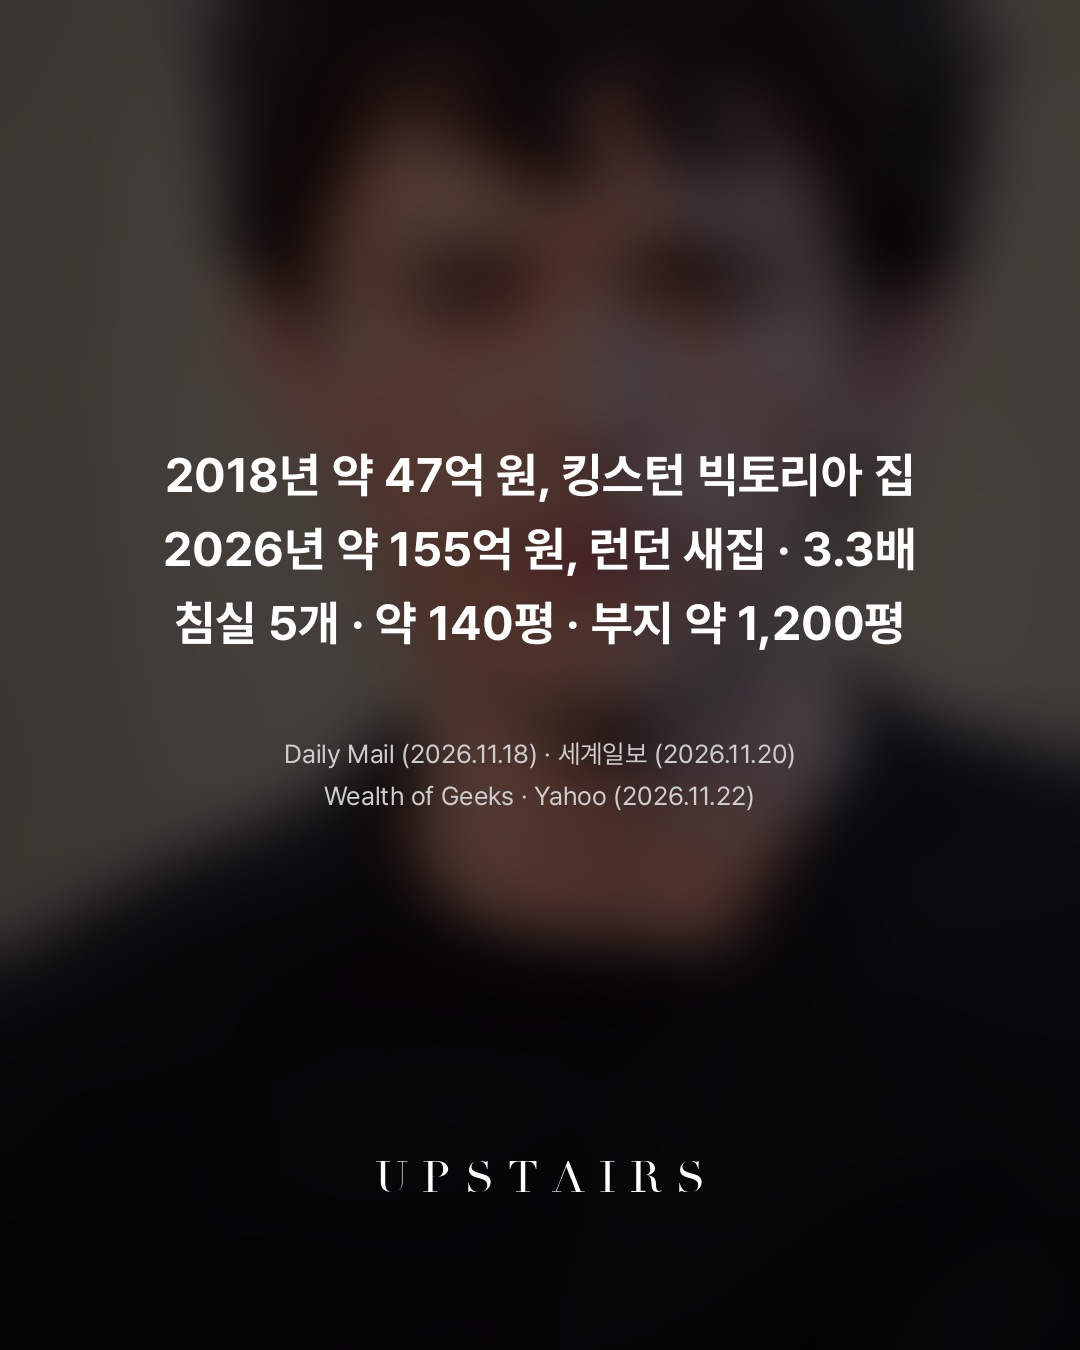 2018년 약 47억 원, 킹스턴 빅토리아 집
2026년 약 155억 원, 런던 새집 · 3.3배
침실 5개 · 약 140평 · 부지 약 1,200평
Daily Mail (2026.11.18) · 세계일보 (2026.11.20)
Wealth of Geeks · Yahoo (2026.11.22)
UPSTAIRS